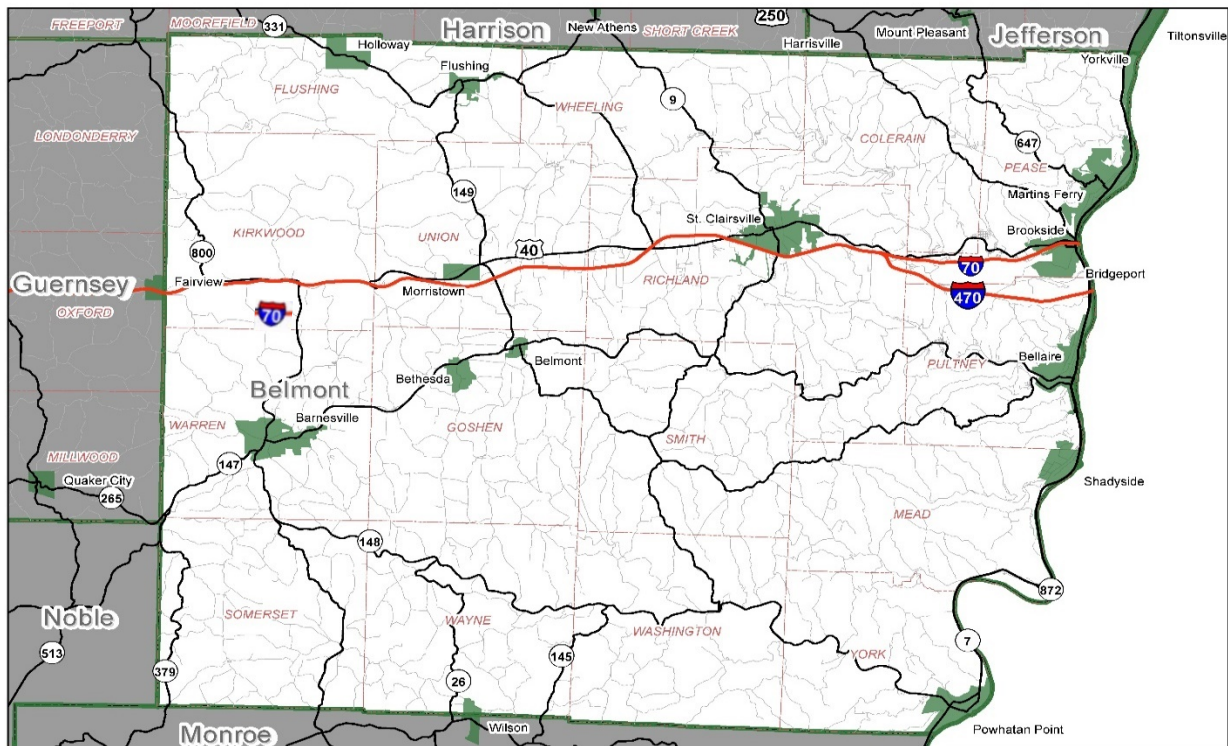 FREEPORT
MOOREFIELD
331
Harrison
New Athens
SHORT CREEK
250
Harrisville
Mount Pleasant
Jefferson
Tiltonsville
Holloway
Flushing
Yorkville
FLUSHING
WHEELING
9
LONDONDERRY
COLERAIN
647
PEASE
149
Martins Ferry
St. Clairsville
KIRKWOOD
UNION
40
Brookside
800
RICHLAND
70
Bridgeport
Guernsey
Fairview
Morristown
470
OXFORD
70
Belmont
Bellaire
PULTNEY
Bethesda
Belmont
Barnesville
WARREN
GOSHEN
SMITH
MILLWOOD
147
Quaker City
265
Shadyside
MEAD
148
872
Noble
SOMERSET
WAYNE
WASHINGTON
7
513
YORK
379
26
145
Wilson
Powhatan Point
Monroe